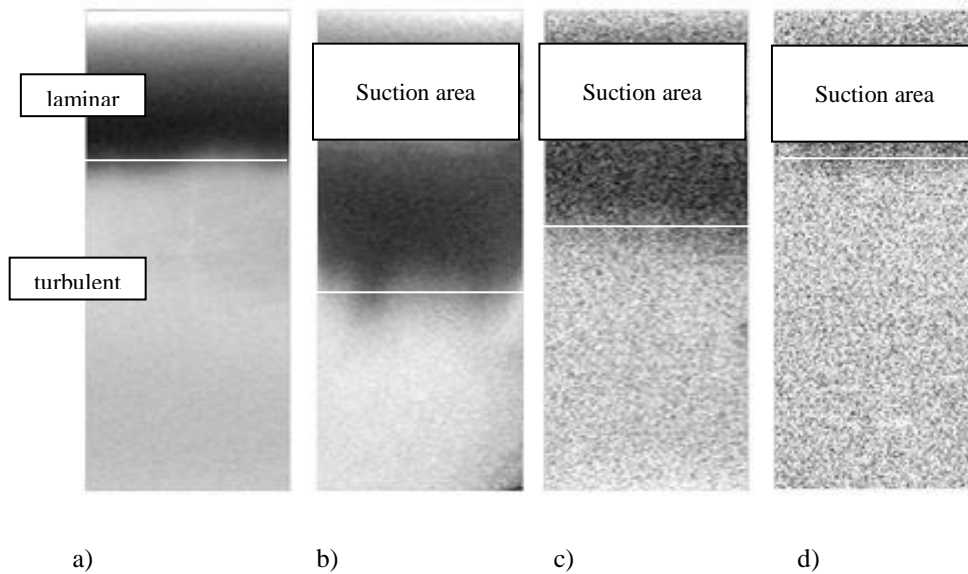 laminar
Suction area
Suction area
Suction area
turbulent
a)
b)
c)
d)